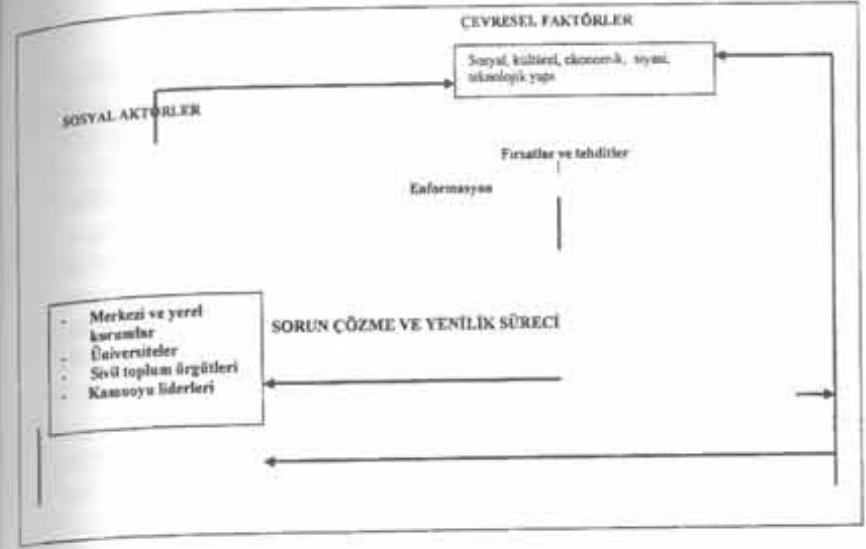 ÇEVRESEL FAKTÖRLER
Sosyal, kültürel, ekonomik, siyasi,
teknolojik yapı
SOSYAL AKTÖRLER
Fırsatlar ve tehditler
Enformasyon
- Merkezi ve yerel
kurumlar
- Üniversiteler
- Sivil toplum örgütleri
- Kamuoyu liderleri
SORUN ÇÖZME VE YENİLİK SÜRECİ